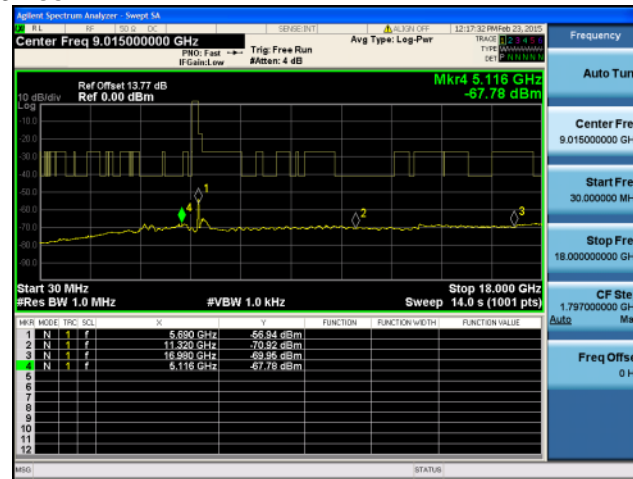 Agilent Spectrum Analyzer - Swept SA
RL RF 50 Ω DC SENSE:INT ALIGN OFF 12:17:32 PM Feb 23, 2015
Center Freq 9.015000000 GHz
PNO: Fast
IFGain:Low
Trig: Free Run
#Atten: 4 dB
Avg Type: Log-Pwr
TRACE 1 2 3 4 5 6
TYPE
DET P N N N N N
Frequency
Mkr4 5.116 GHz
-67.78 dBm
Ref Offset 13.77 dB
Ref 0.00 dBm
10 dB/div
Log
-10.0
-20.0
-30.0
-40.0
-50.0
-60.0
-70.0
-80.0
-90.0
1
4
2
3
Start 30 MHz
Stop 18.000 GHz
#Res BW 1.0 MHz #VBW 1.0 kHz Sweep 14.0 s (1001 pts)
MKR MODE TRC SCL X Y FUNCTION FUNCTION WIDTH FUNCTION VALUE
1 N 1 f 5.690 GHz -56.94 dBm
2 N 1 f 11.320 GHz -70.92 dBm
3 N 1 f 16.980 GHz -69.95 dBm
4 N 1 f 5.116 GHz -67.78 dBm
5
6
7
8
9
10
11
12
MSG STATUS
Auto Tun
Center Fre
9.015000000 GH
Start Fre
30.000000 MH
Stop Fre
18.000000000 GH
CF Ste
1.797000000 GH
Auto Ma
Freq Offse
0 H